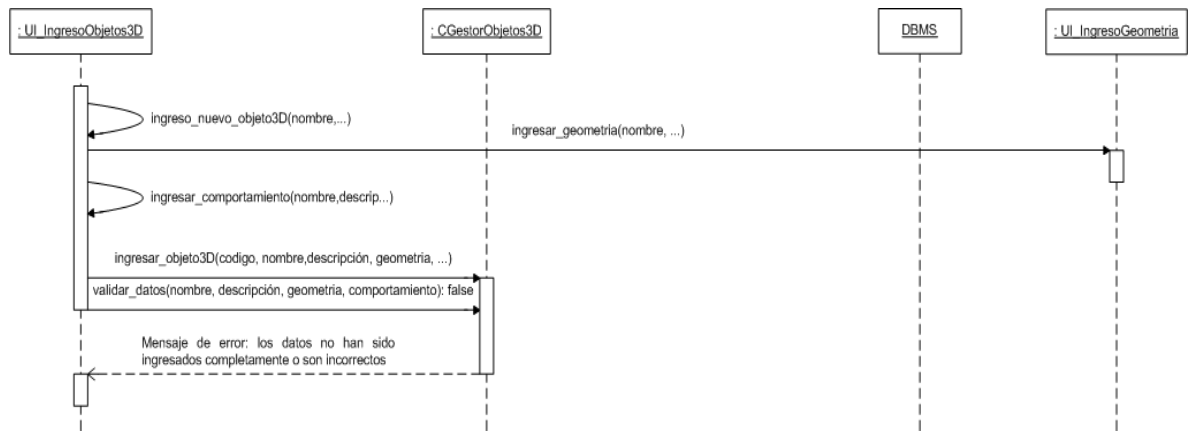 : UI_IngresoObjetos3D
: CGestorObjetos3D
DBMS
: UI_IngresoGeometria
ingreso_nuevo_objeto3D(nombre,...)
ingresar_geometria(nombre, ...)
ingresar_comportamiento(nombre,descrip...)
ingresar_objeto3D(codigo, nombre,descripción, geometria, ...)
validar_datos(nombre, descripción, geometria, comportamiento): false
Mensaje de error: los datos no han sido
ingresados completamente o son incorrectos